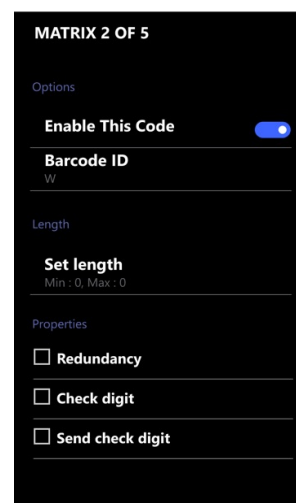 MATRIX 2 OF 5
Options
Enable This Code
Barcode ID
W
Length
Set length
Min : 0, Max : 0
Properties
Redundancy
Check digit
Send check digit